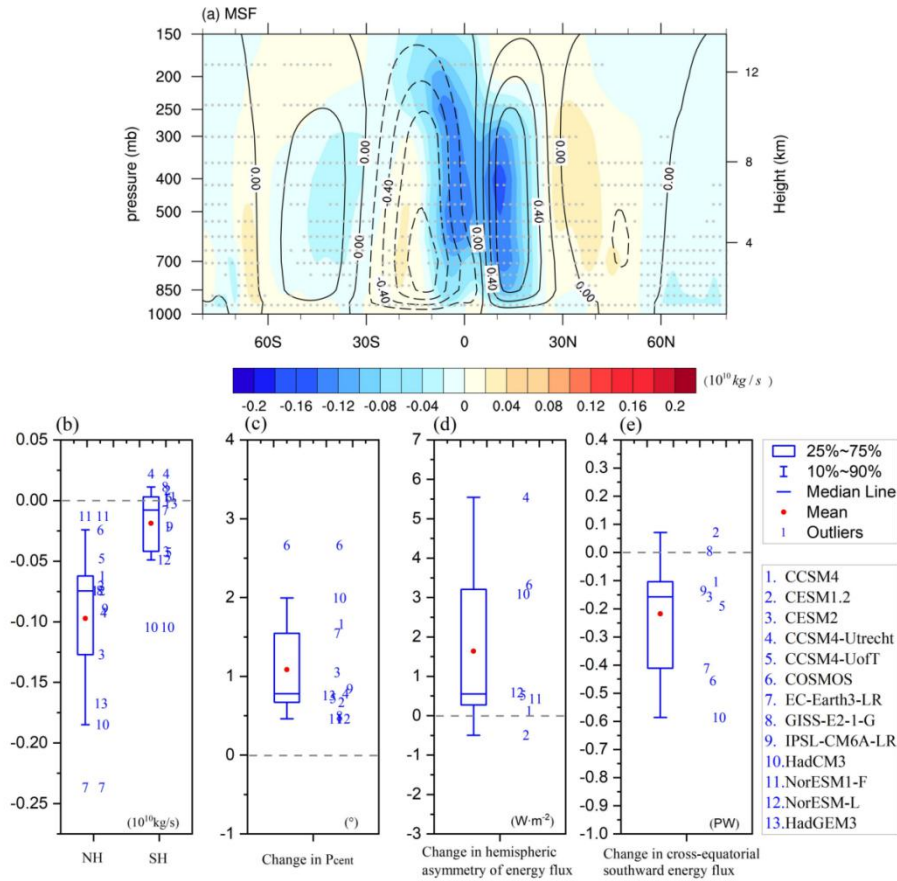 (a) MSF
150
200
250
300
400
500
700
850
1000
pressure (mb)
12
8
4
Height (km)
0.00
0.00
0.00
-0.40
-0.40
0.00
0.40
0.40
0.00
0.00
0.00
60S 30S 0 30N 60N
-0.2 -0.16 -0.12 -0.08 -0.04 0 0.04 0.08 0.12 0.16 0.2
(10¹⁰kg/s)
(b)
0.05
0.00
-0.05
-0.10
-0.15
-0.20
-0.25
(10¹⁰kg/s)
NH SH
(c)
4
3
2
1
0
-1
(°)
Change in Pcent
(d)
7
6
5
4
3
2
1
0
-1
-2
-3
(W·m⁻²)
Change in hemispheric
asymmetry of energy flux
(e)
0.4
0.3
0.2
0.1
0.0
-0.1
-0.2
-0.3
-0.4
-0.5
-0.6
-0.7
-0.8
-0.9
-1.0
(PW)
Change in cross-equatorial
southward energy flux
25%~75%
10%~90%
Median Line
Mean
1 Outliers
1. CCSM4
2. CESM1.2
3. CESM2
4. CCSM4-Utrecht
5. CCSM4-UofT
6. COSMOS
7. EC-Earth3-LR
8. GISS-E2-1-G
9. IPSL-CM6A-LR
10. HadCM3
11. NorESM1-F
12. NorESM-L
13. HadGEM3